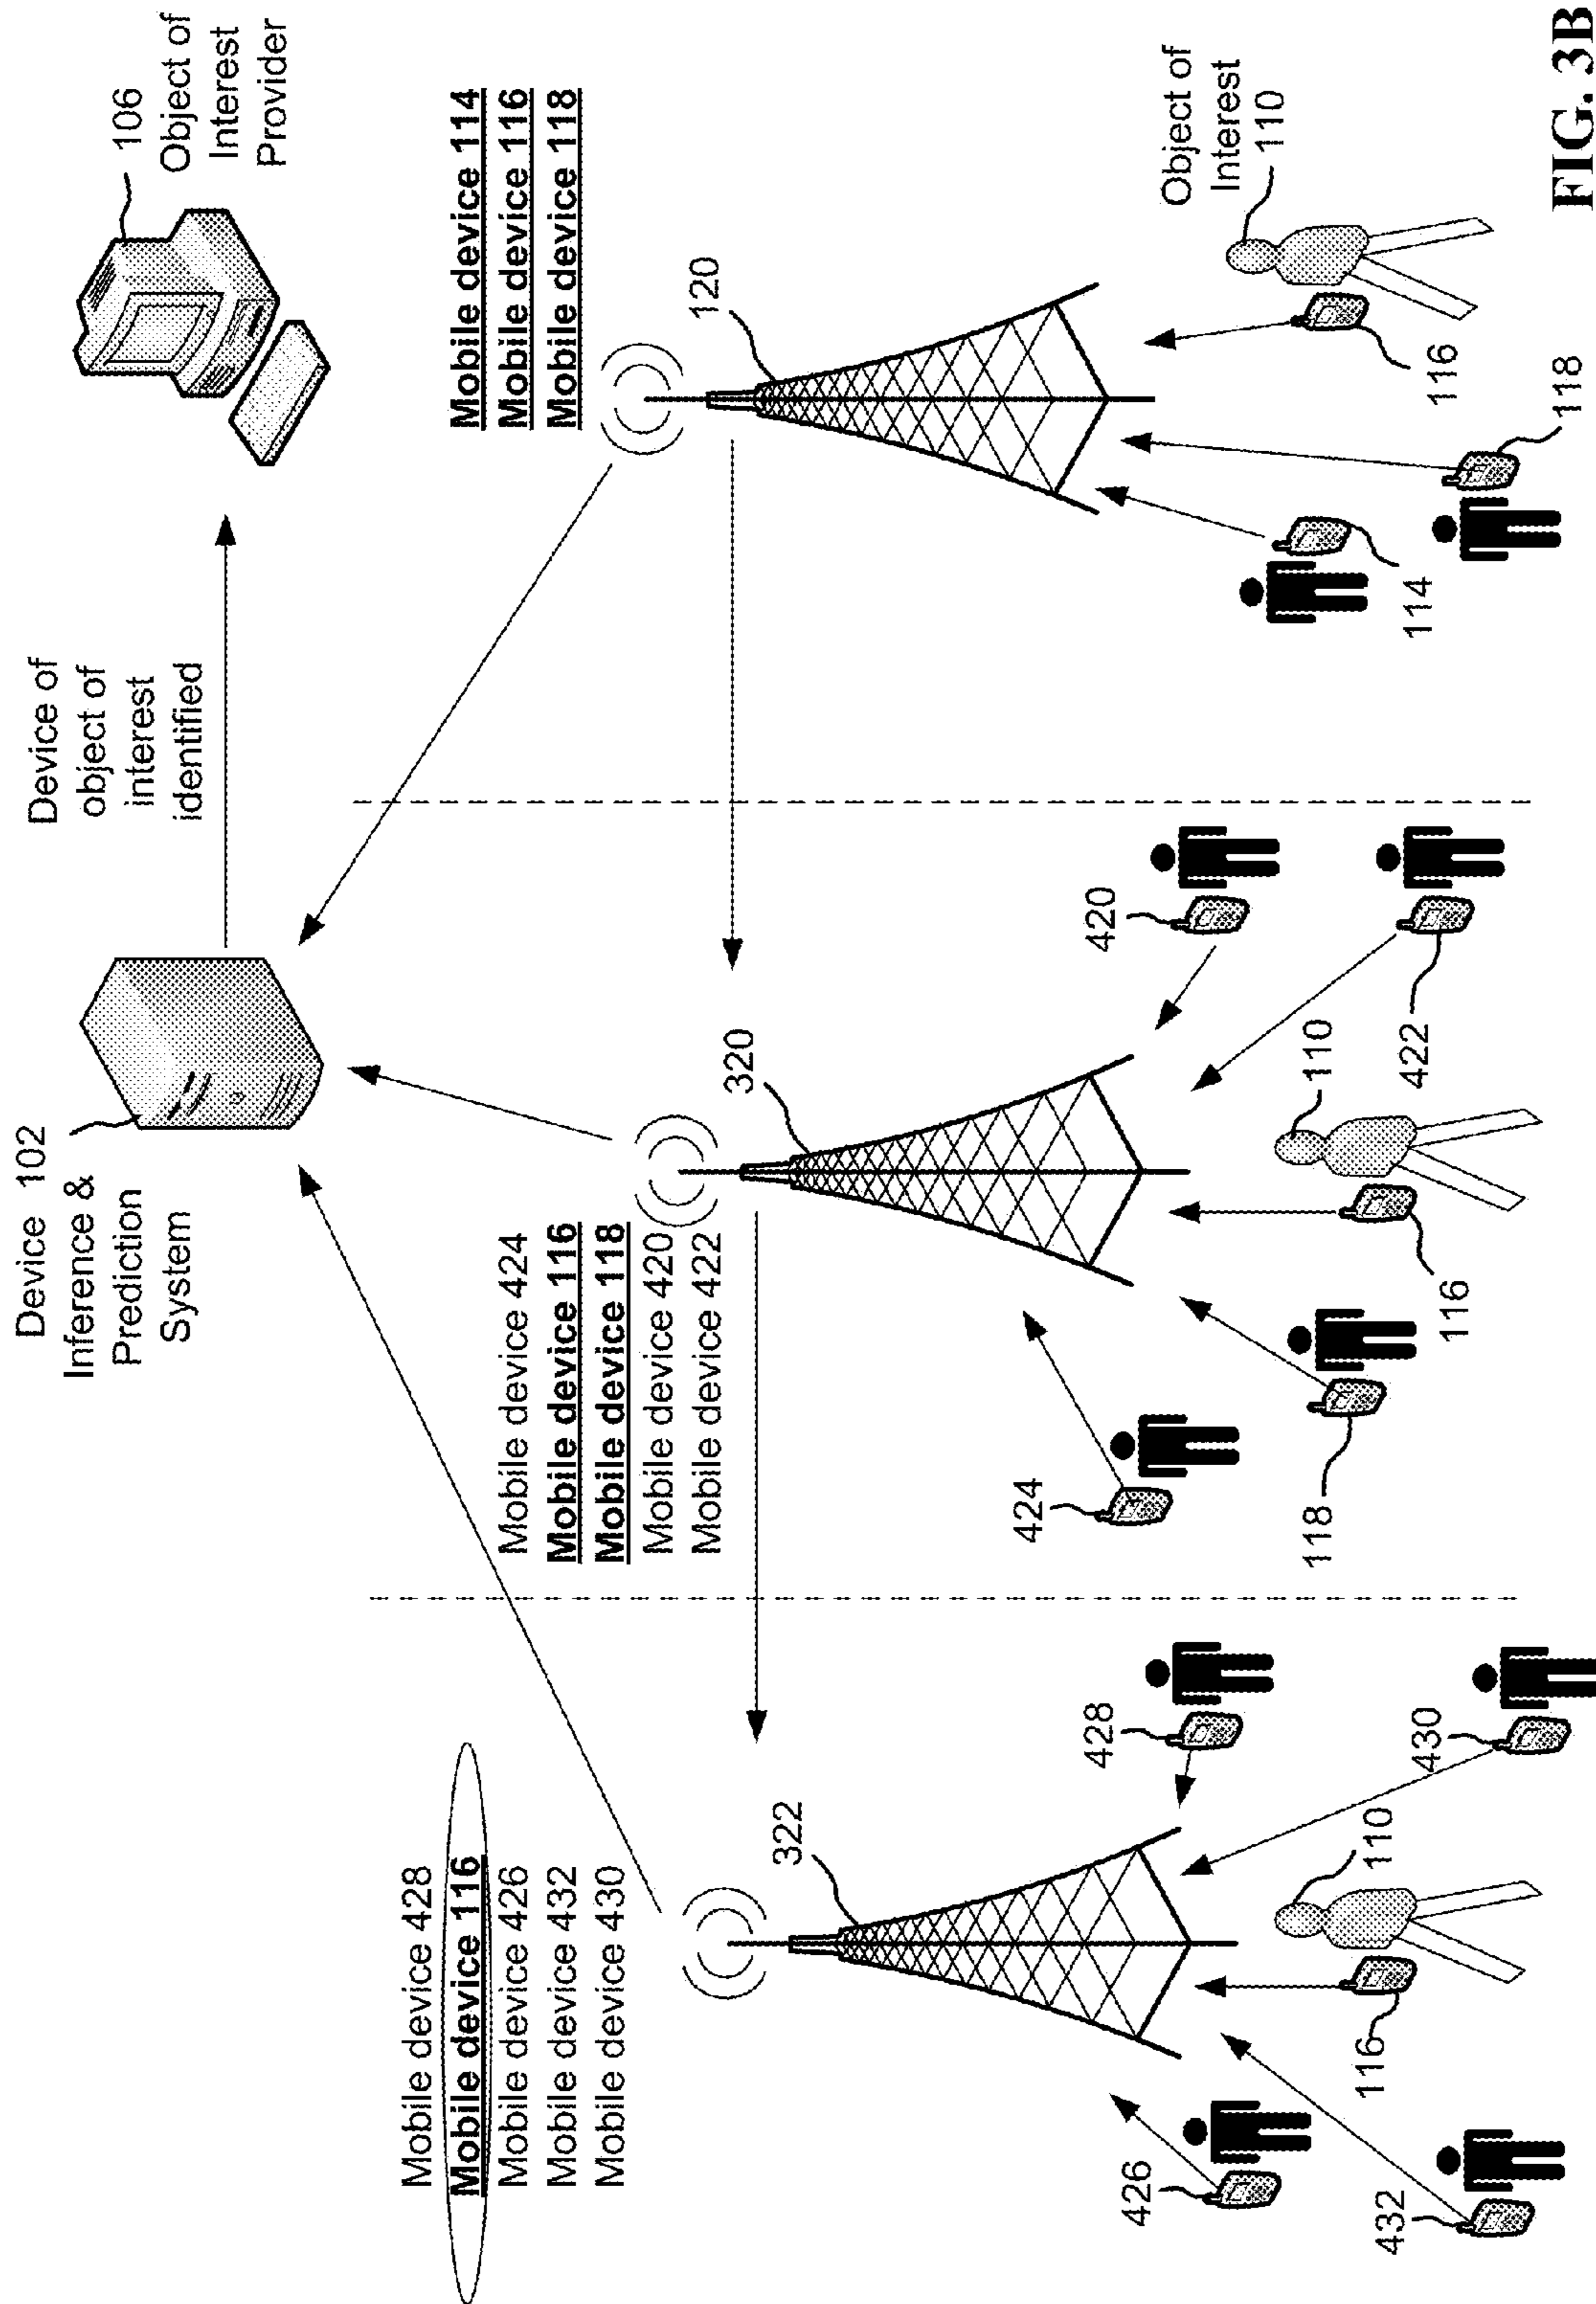 Device 102
Inference &
Prediction
System
Device of
object of
interest
identified
106
Object of
Interest
Provider
Mobile device 428
Mobile device 116
Mobile device 426
Mobile device 432
Mobile device 430
Mobile device 424
Mobile device 116
Mobile device 118
Mobile device 420
Mobile device 422
Mobile device 114
Mobile device 116
Mobile device 118
322
320
120
426
432
116
110
428
430
424
118
116
110
420
422
114
118
116
Object of
Interest
110
FIG. 3B